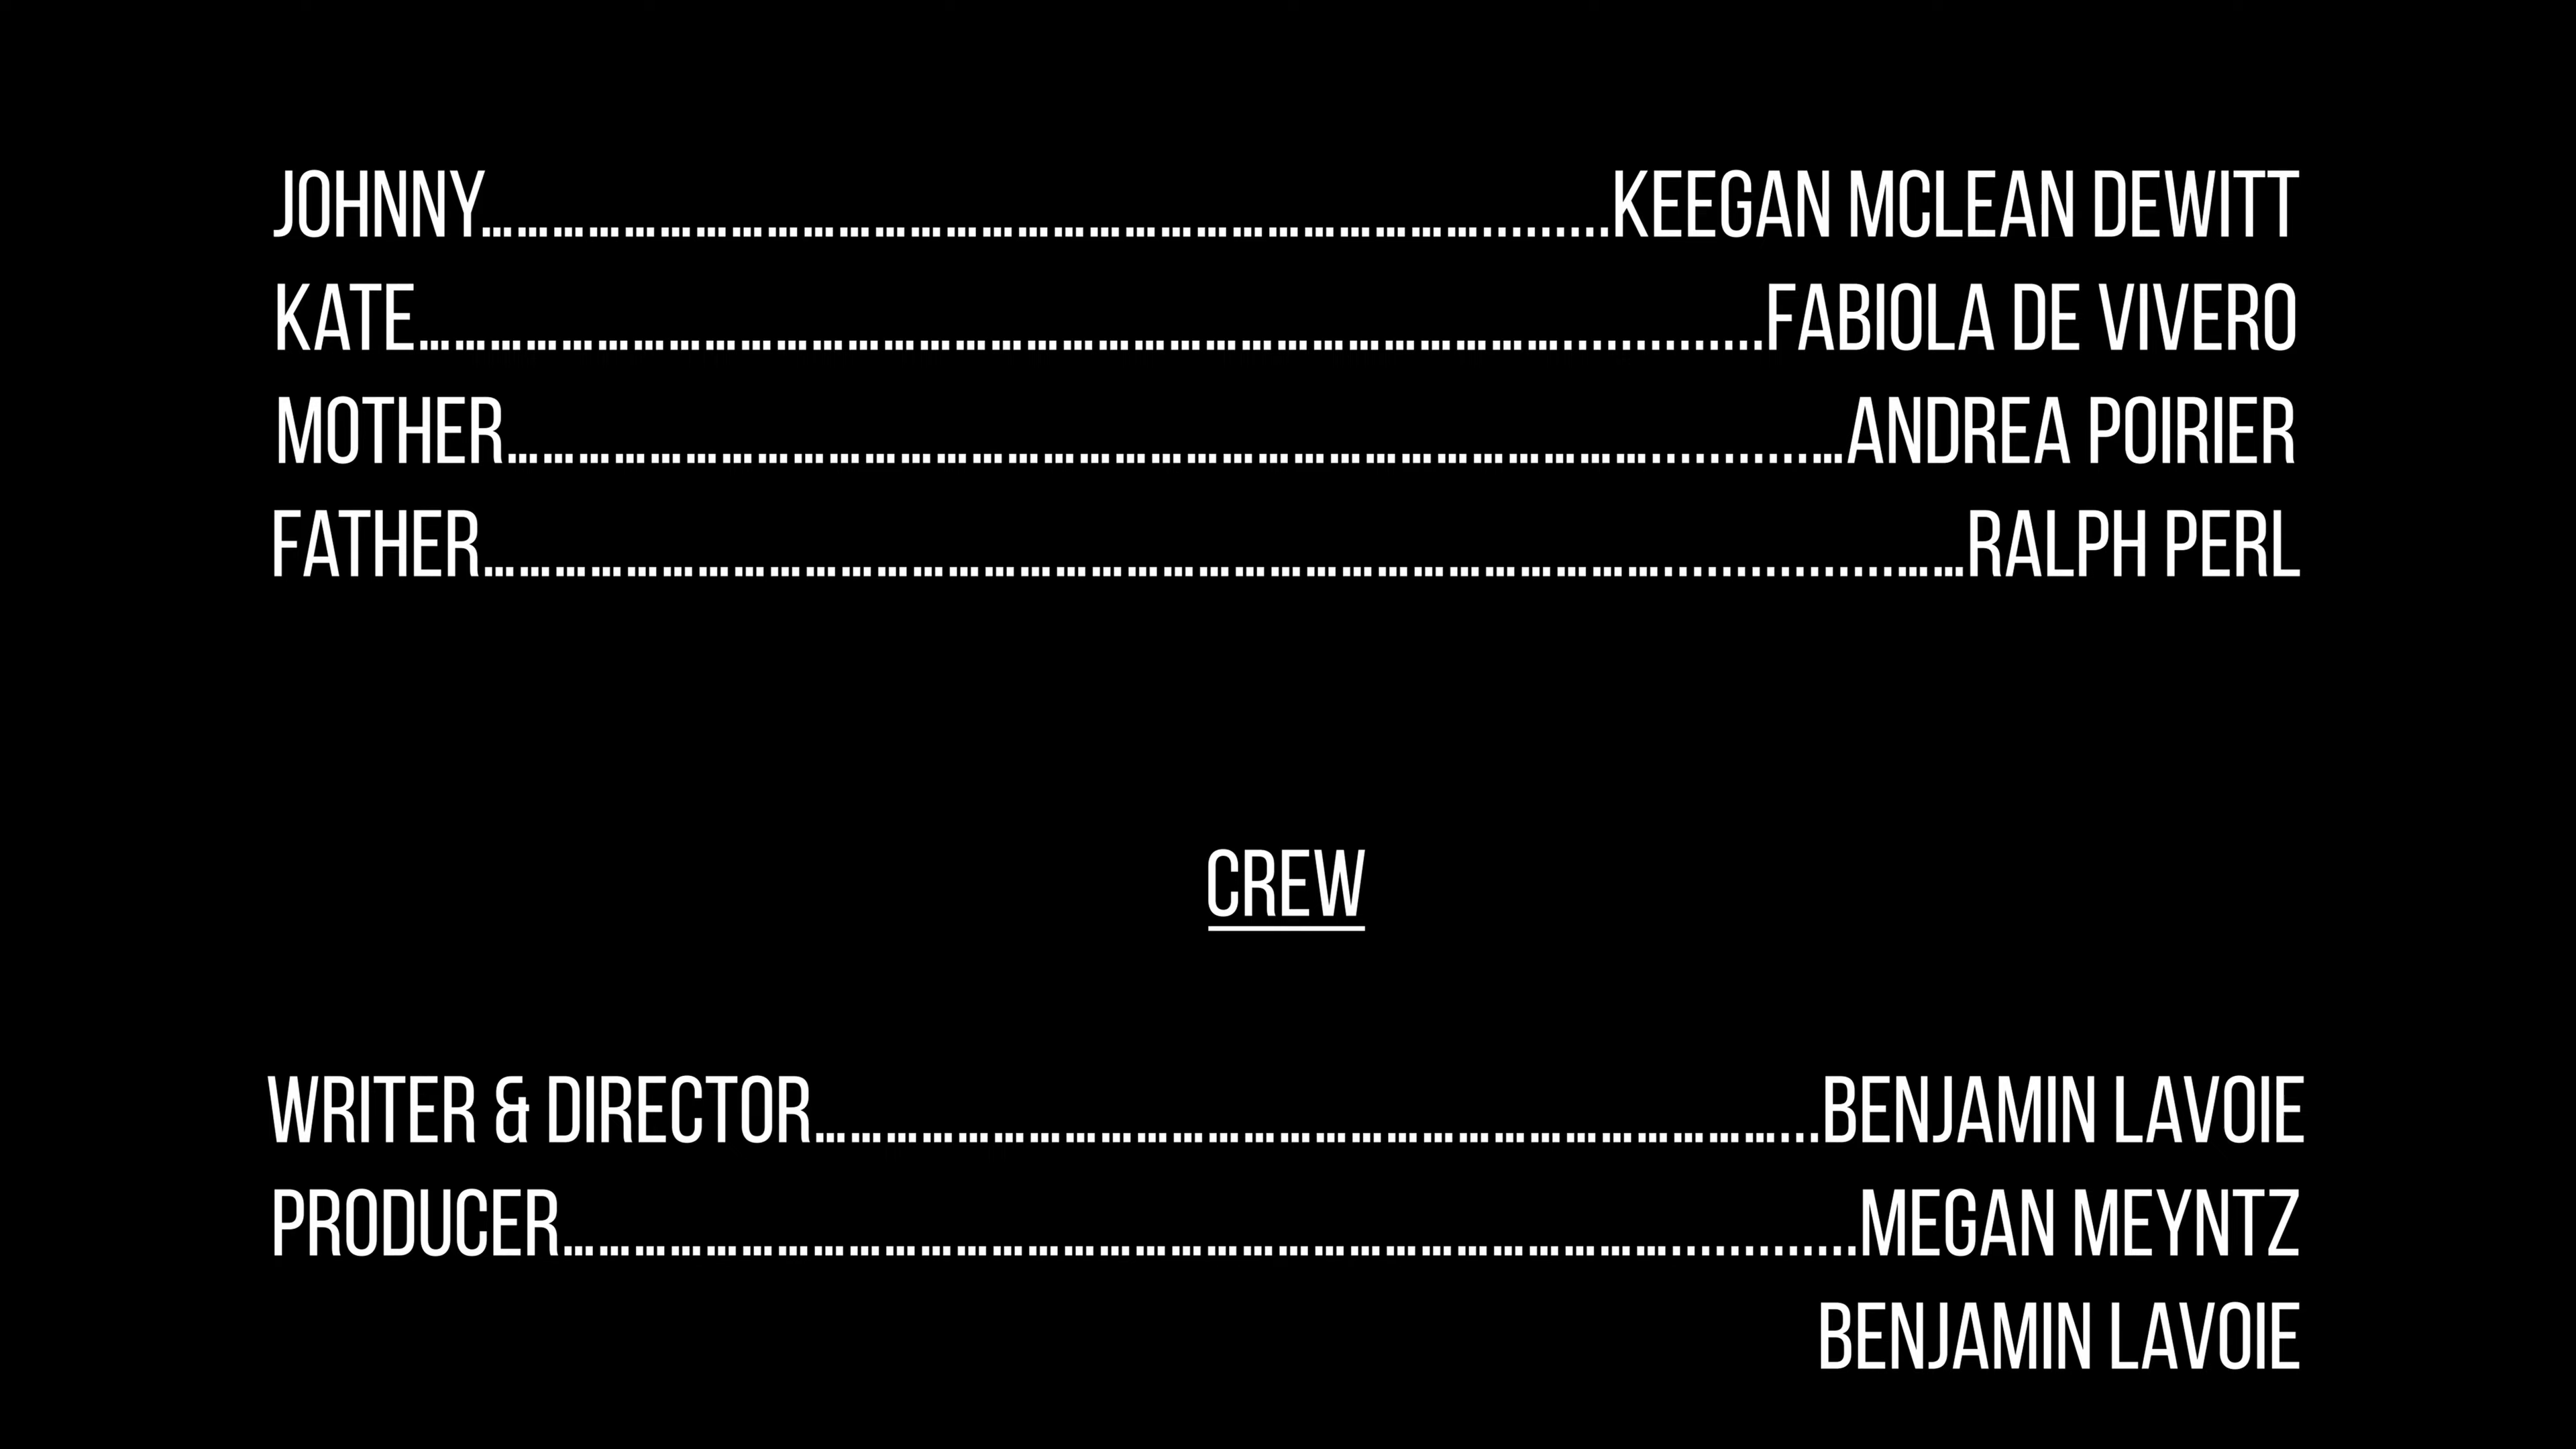 JOHNNY................................................KEEGAN MCLEAN DEWITT
KATE................................................FABIOLA DE VIVERO
MOTHER................................................ANDREA POIRIER
FATHER................................................RALPH PERL
CREW
WRITER & DIRECTOR................................................BENJAMIN LAVOIE
PRODUCER................................................MEGAN MEYNTZ
BENJAMIN LAVOIE